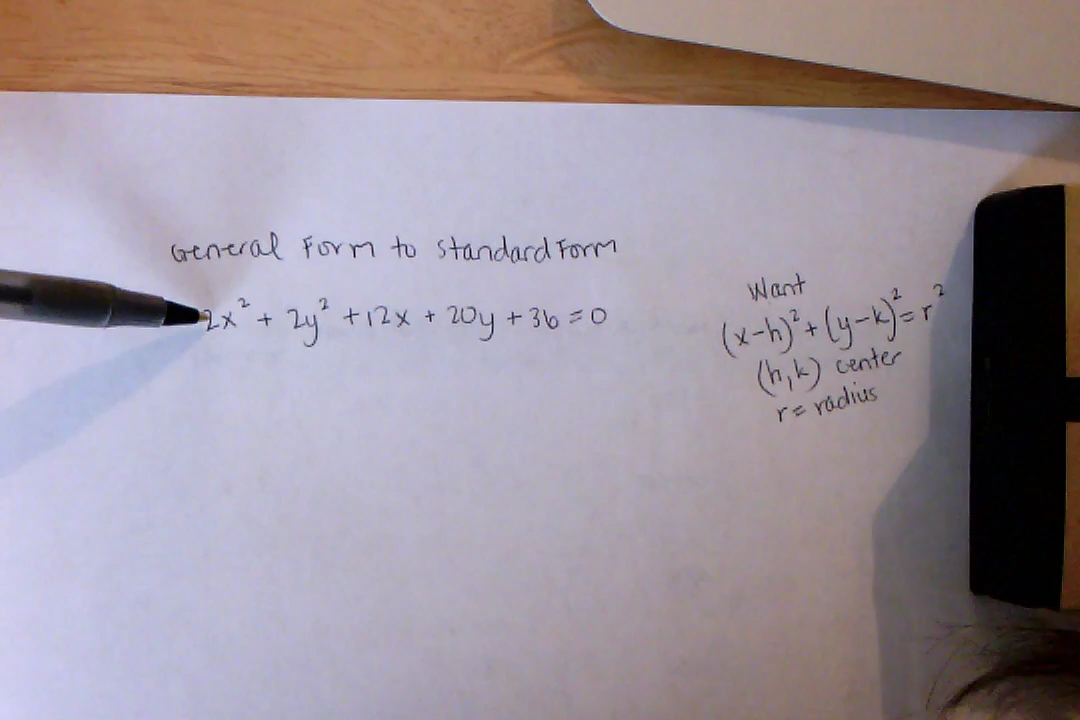 General Form to Standard Form
2x² + 2y² + 12x + 20y + 36 = 0
Want
(x-h)² + (y-k)² = r²
(h,k) center
r = radius